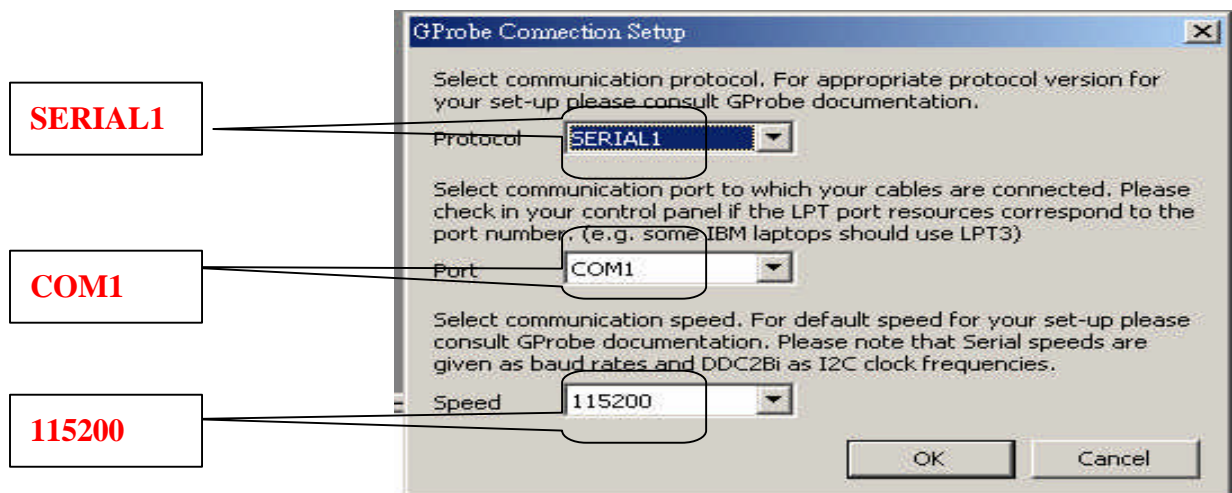 GProbe Connection Setup
Select communication protocol. For appropriate protocol version for
your set-up please consult GProbe documentation.
SERIAL1
Protocol SERIAL1
Select communication port to which your cables are connected. Please
check in your control panel if the LPT port resources correspond to the
port number. (e.g. some IBM laptops should use LPT3)
COM1
Port COM1
Select communication speed. For default speed for your set-up please
consult GProbe documentation. Please note that Serial speeds are
given as baud rates and DDC2Bi as I2C clock frequencies.
115200
Speed 115200
OK Cancel